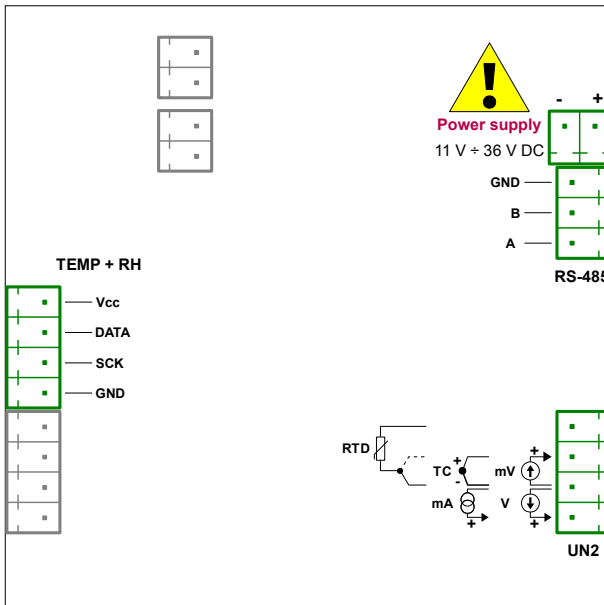 - +
Power supply
11 V ÷ 36 V DC
GND
B
A
RS-485
TEMP + RH
Vcc
DATA
SCK
GND
RTD
+
TC
-
mA
+
+
mV
V
+
UN2